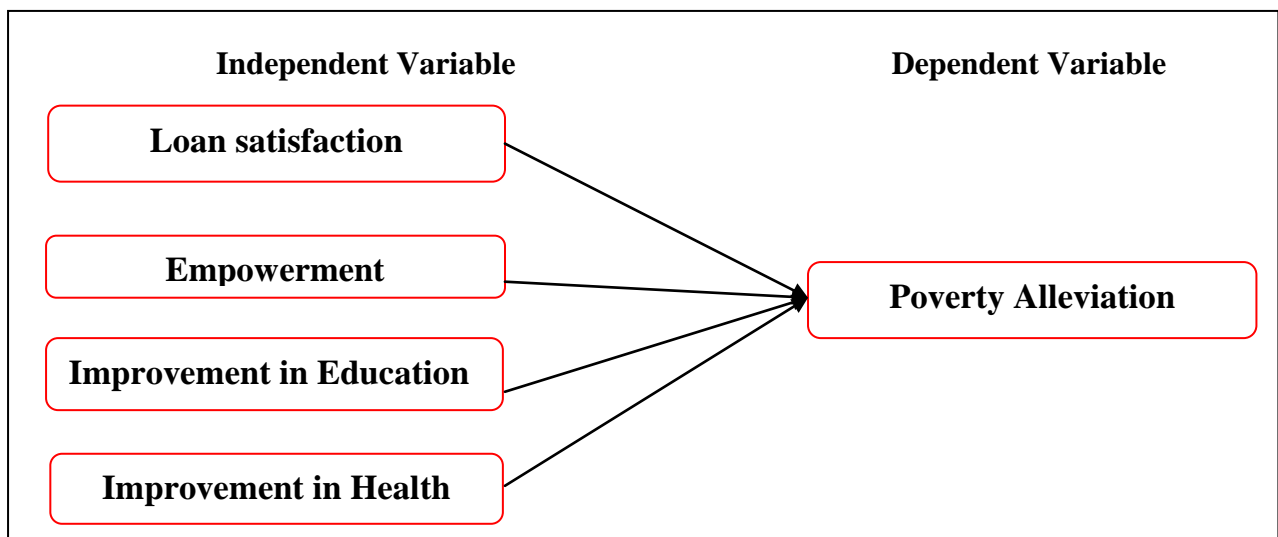 Independent Variable
Dependent Variable
Loan satisfaction
Empowerment
Improvement in Education
Improvement in Health
Poverty Alleviation